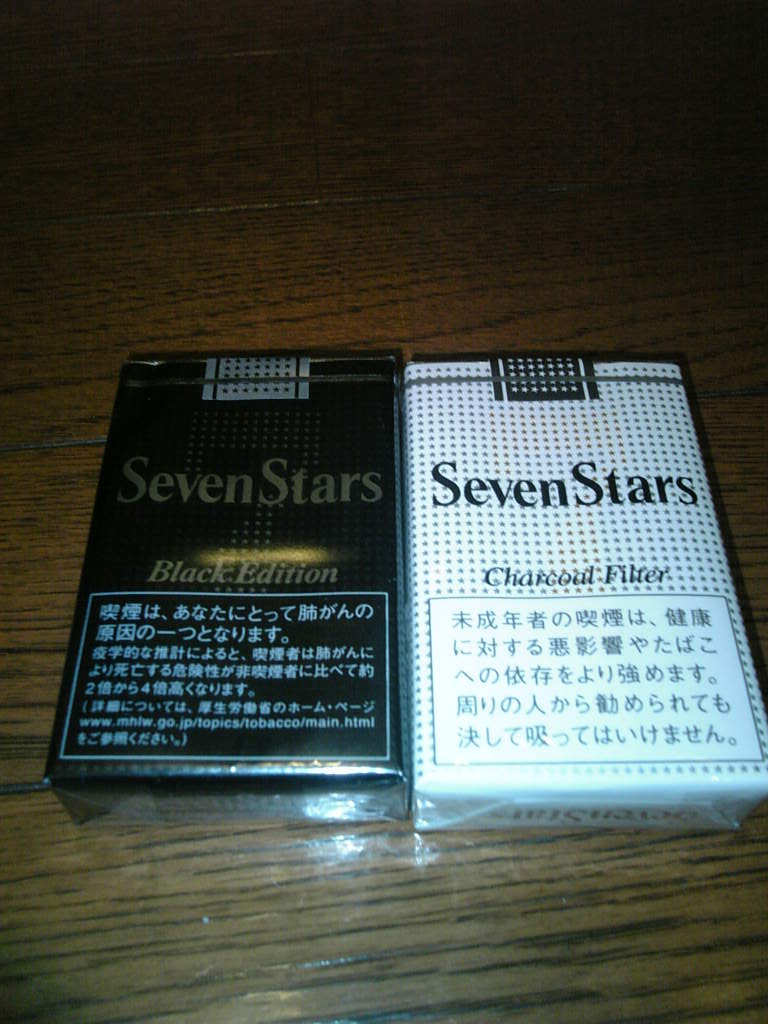 Seven Stars
Black Edition
喫煙は、あなたにとって肺がんの
原因の一つとなります。
疫学的な推計によると、喫煙者は肺がんに
より死亡する危険性が非喫煙者に比べて約
2倍から4倍高くなります。
(詳細については、厚生労働省のホーム・ページ
www.mhlw.go.jp/topics/tobacco/main.html
をご参照ください。)
Seven Stars
Charcoal Filter
未成年者の喫煙は、健康
に対する悪影響やたばこ
への依存をより強めます。
周りの人から勧められても
決して吸ってはいけません。